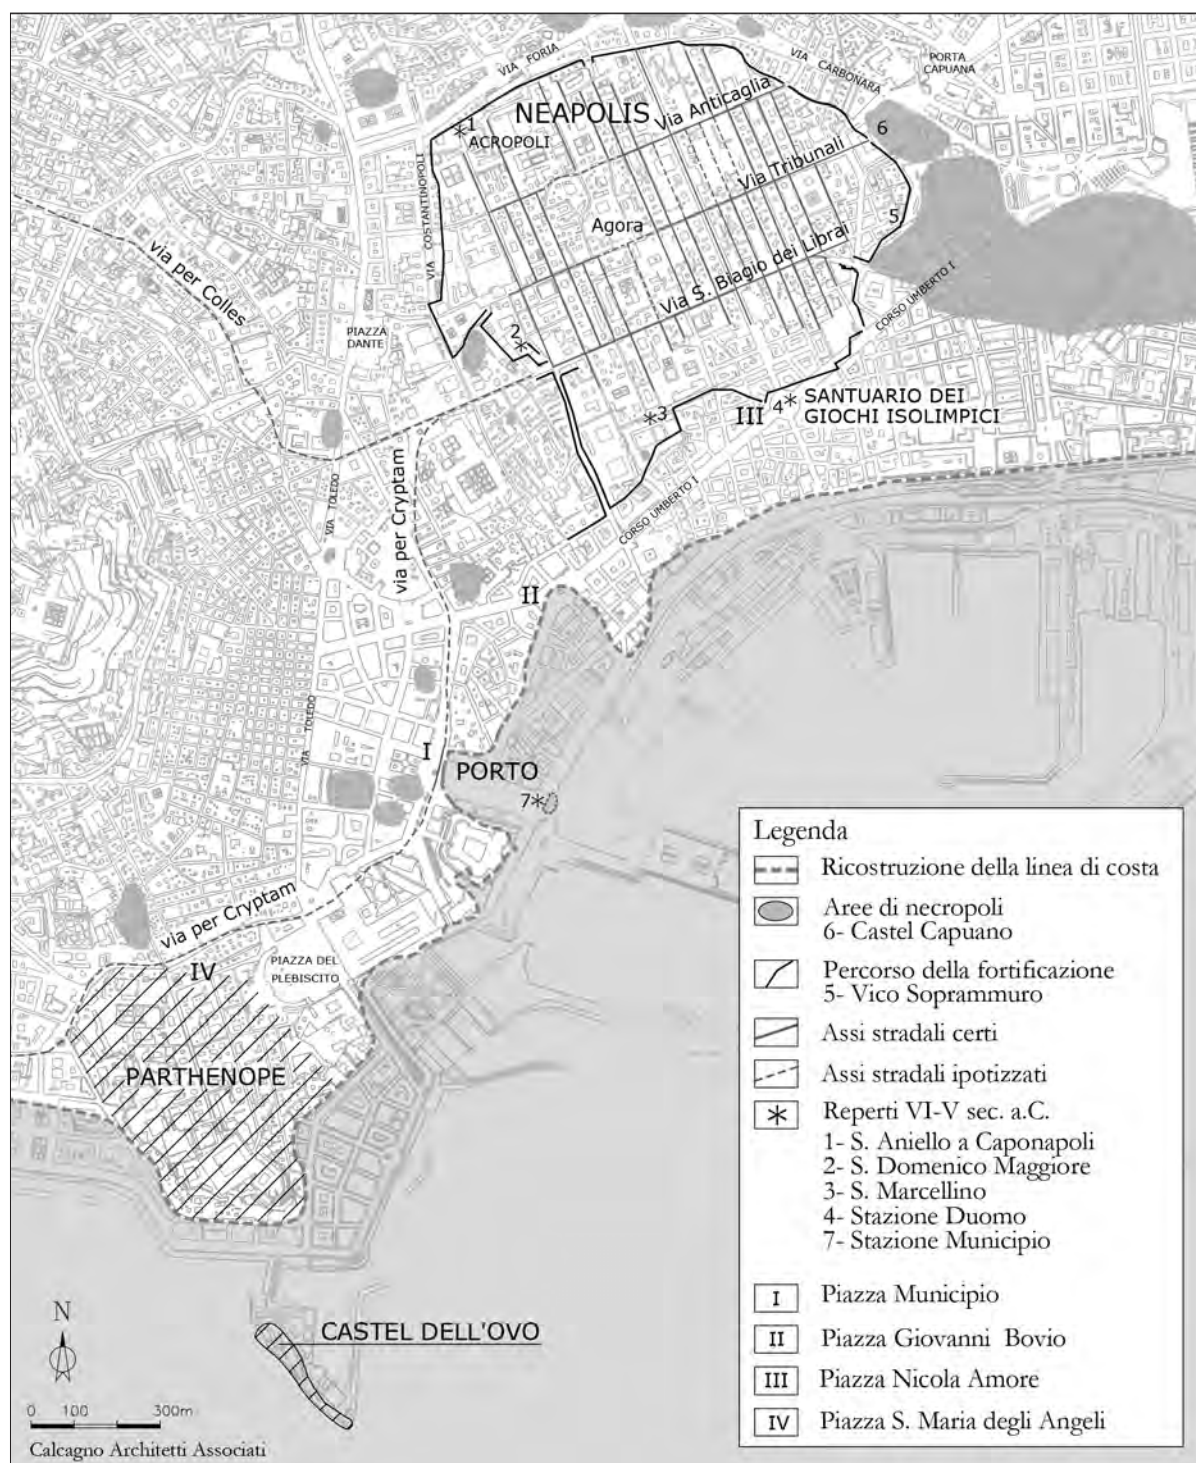 VIA FORIA
VIA CARBONARA
PORTA
CAPUANA
NEAPOLIS
Via Anticaglia
1
ACROPOLI
6
Via Tribunali
VIA COSTANTINOPOLI
5
Agora
Via S. Biagio dei Librai
via per Colles
CORSO UMBERTO I
PIAZZA
DANTE
2
3
III
4
SANTUARIO DEI
GIOCHI ISOLIMPICI
via per Cryptam
VIA TOLEDO
CORSO UMBERTO I
II
VIA TOLEDO
I
PORTO
7
via per Cryptam
IV
PIAZZA DEL
PLEBISCITO
PARTHENOPE
CASTEL DELL'OVO
N
0 100 300m
Calcagno Architetti Associati
Legenda
Ricostruzione della linea di costa
Aree di necropoli
6- Castel Capuano
Percorso della fortificazione
5- Vico Soprammuro
Assi stradali certi
Assi stradali ipotizzati
Reperti VI-V sec. a.C.
1- S. Aniello a Caponapoli
2- S. Domenico Maggiore
3- S. Marcellino
4- Stazione Duomo
7- Stazione Municipio
I Piazza Municipio
II Piazza Giovanni Bovio
III Piazza Nicola Amore
IV Piazza S. Maria degli Angeli